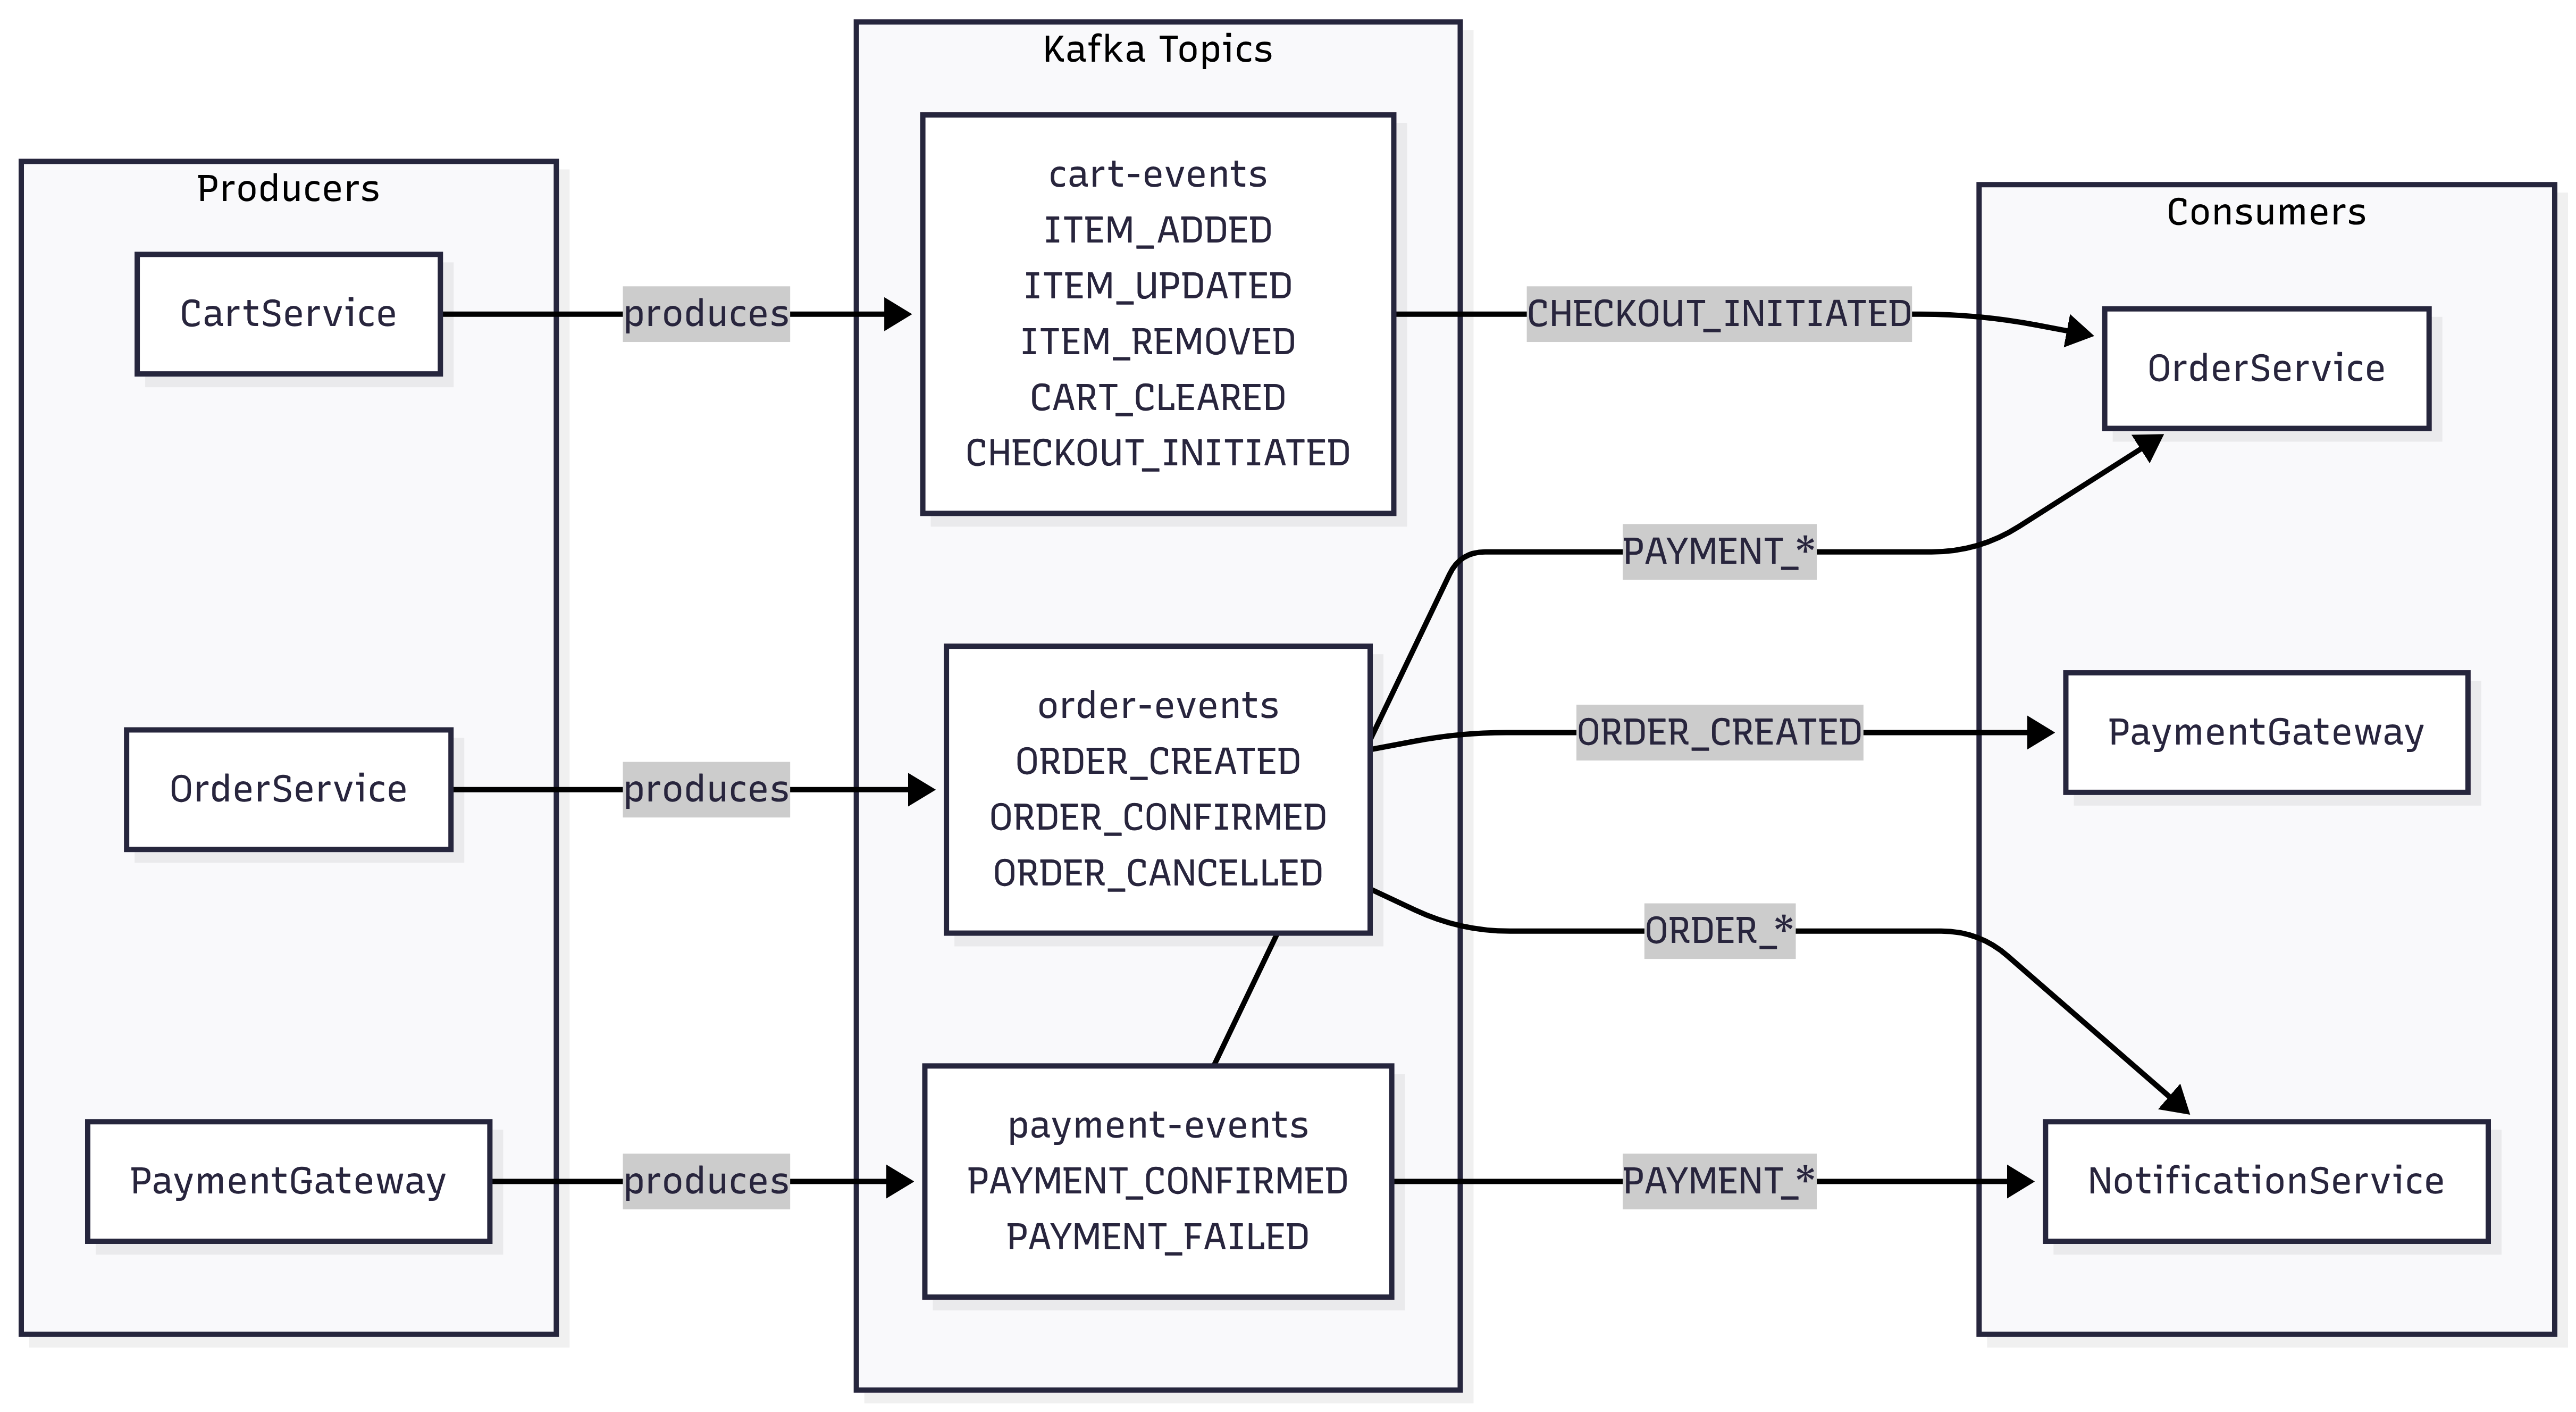 Producers
CartService
OrderService
PaymentGateway
produces
produces
produces
Kafka Topics
cart-events
ITEM_ADDED
ITEM_UPDATED
ITEM_REMOVED
CART_CLEARED
CHECKOUT_INITIATED
order-events
ORDER_CREATED
ORDER_CONFIRMED
ORDER_CANCELLED
payment-events
PAYMENT_CONFIRMED
PAYMENT_FAILED
CHECKOUT_INITIATED
PAYMENT_*
ORDER_CREATED
ORDER_*
PAYMENT_*
Consumers
OrderService
PaymentGateway
NotificationService